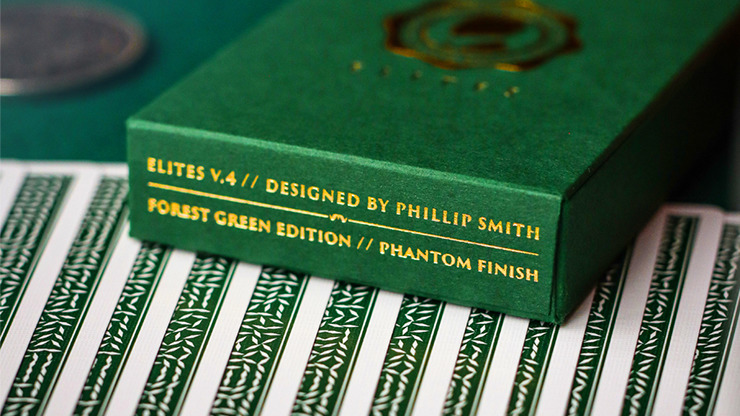 ELITES V.4 // DESIGNED BY PHILLIP SMITH
FOREST GREEN EDITION // PHANTOM FINISH